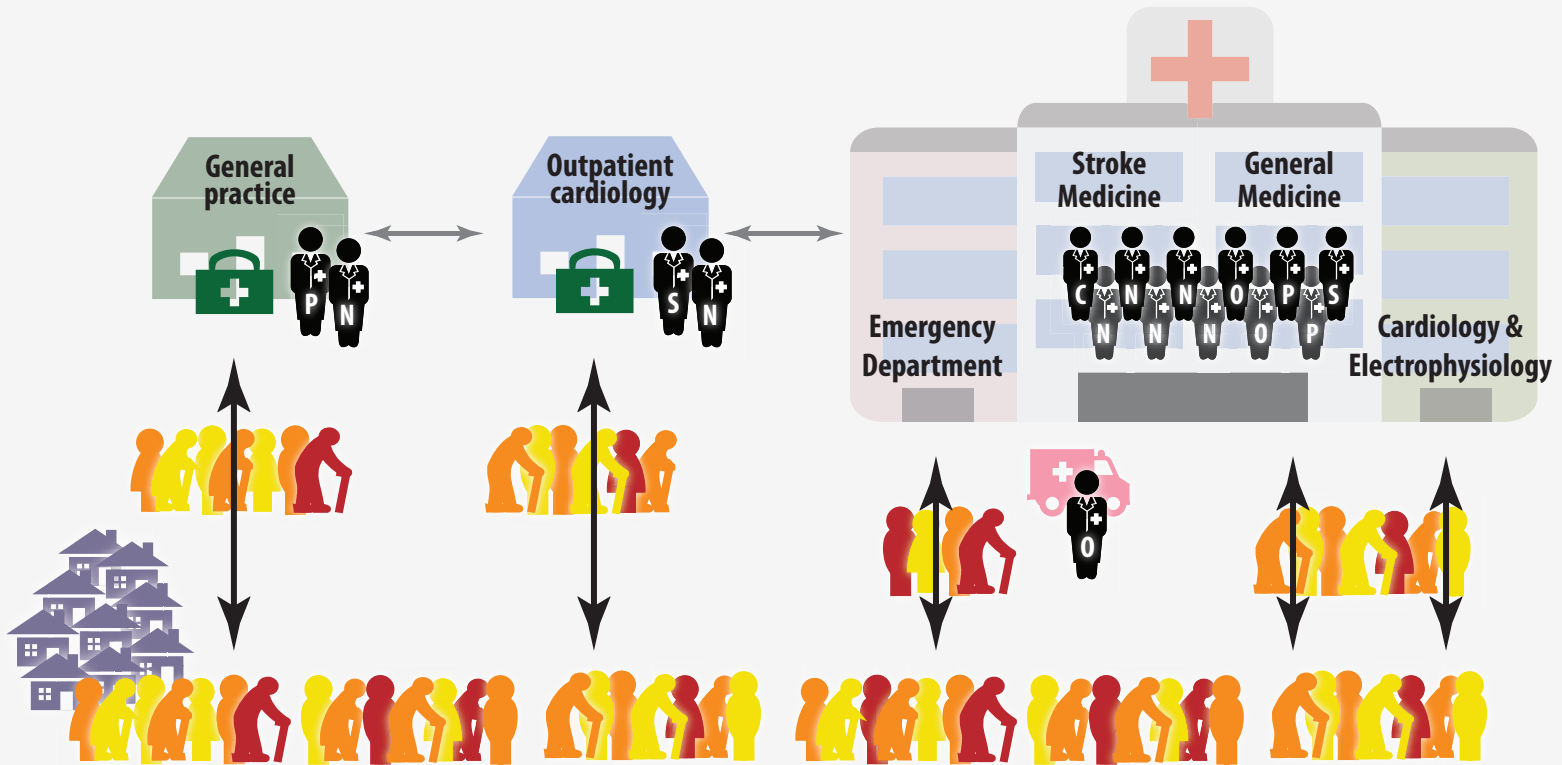 General
practice
P
N
Outpatient
cardiology
S
N
Stroke
Medicine
General
Medicine
C N N O P S
N N N O P
Emergency
Department
Cardiology &
Electrophysiology
O